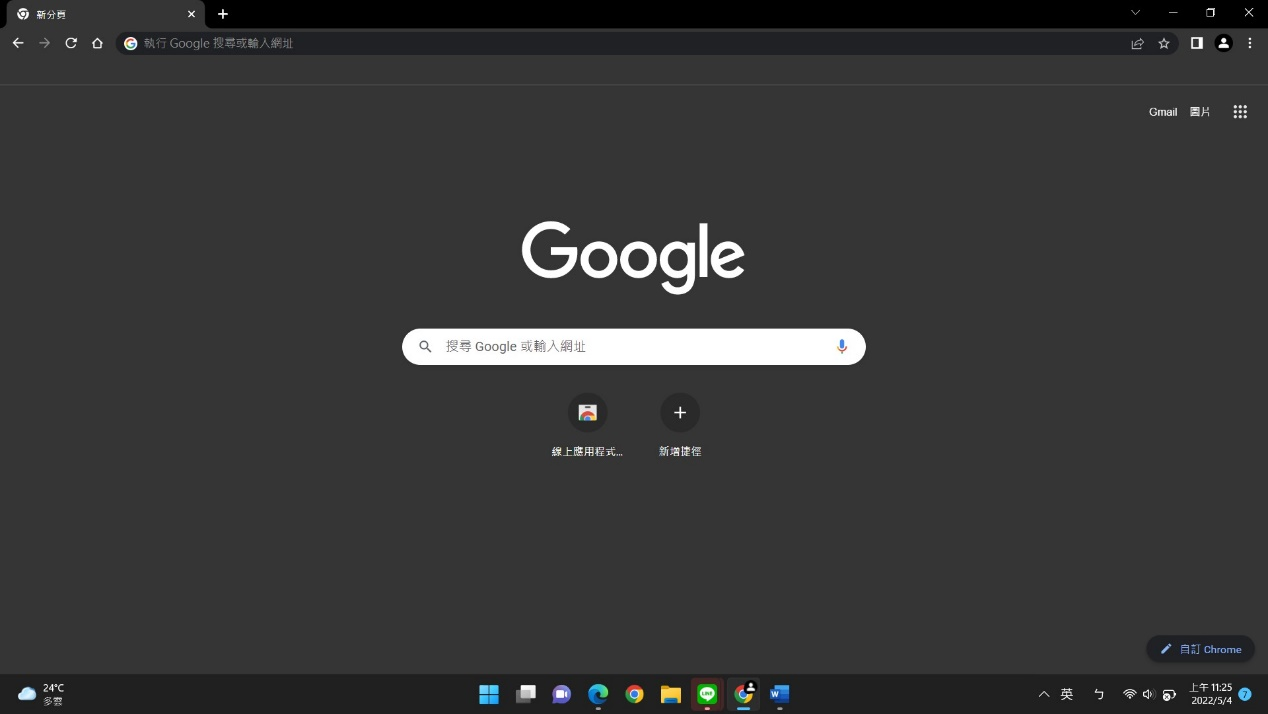 新分頁
執行 Google 搜尋或輸入網址
Gmail 圖片
Google
搜尋 Google 或輸入網址
線上應用程式...
新增捷徑
自訂 Chrome
24°C
多雲
LINE
W
英
ㄅ
上午 11:25
2022/5/4
7